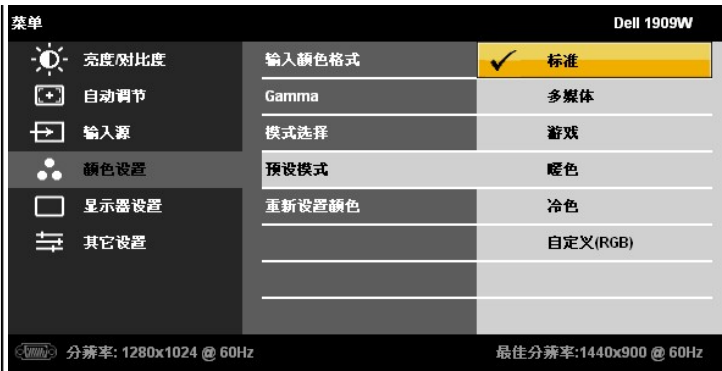 菜单
Dell 1909W
亮度/对比度
输入颜色格式
标准
自动调节
Gamma
多媒体
输入源
模式选择
游戏
颜色设置
预设模式
暖色
显示器设置
重新设置颜色
冷色
其它设置
自定义(RGB)
分辨率: 1280x1024 @ 60Hz
最佳分辨率:1440x900 @ 60Hz